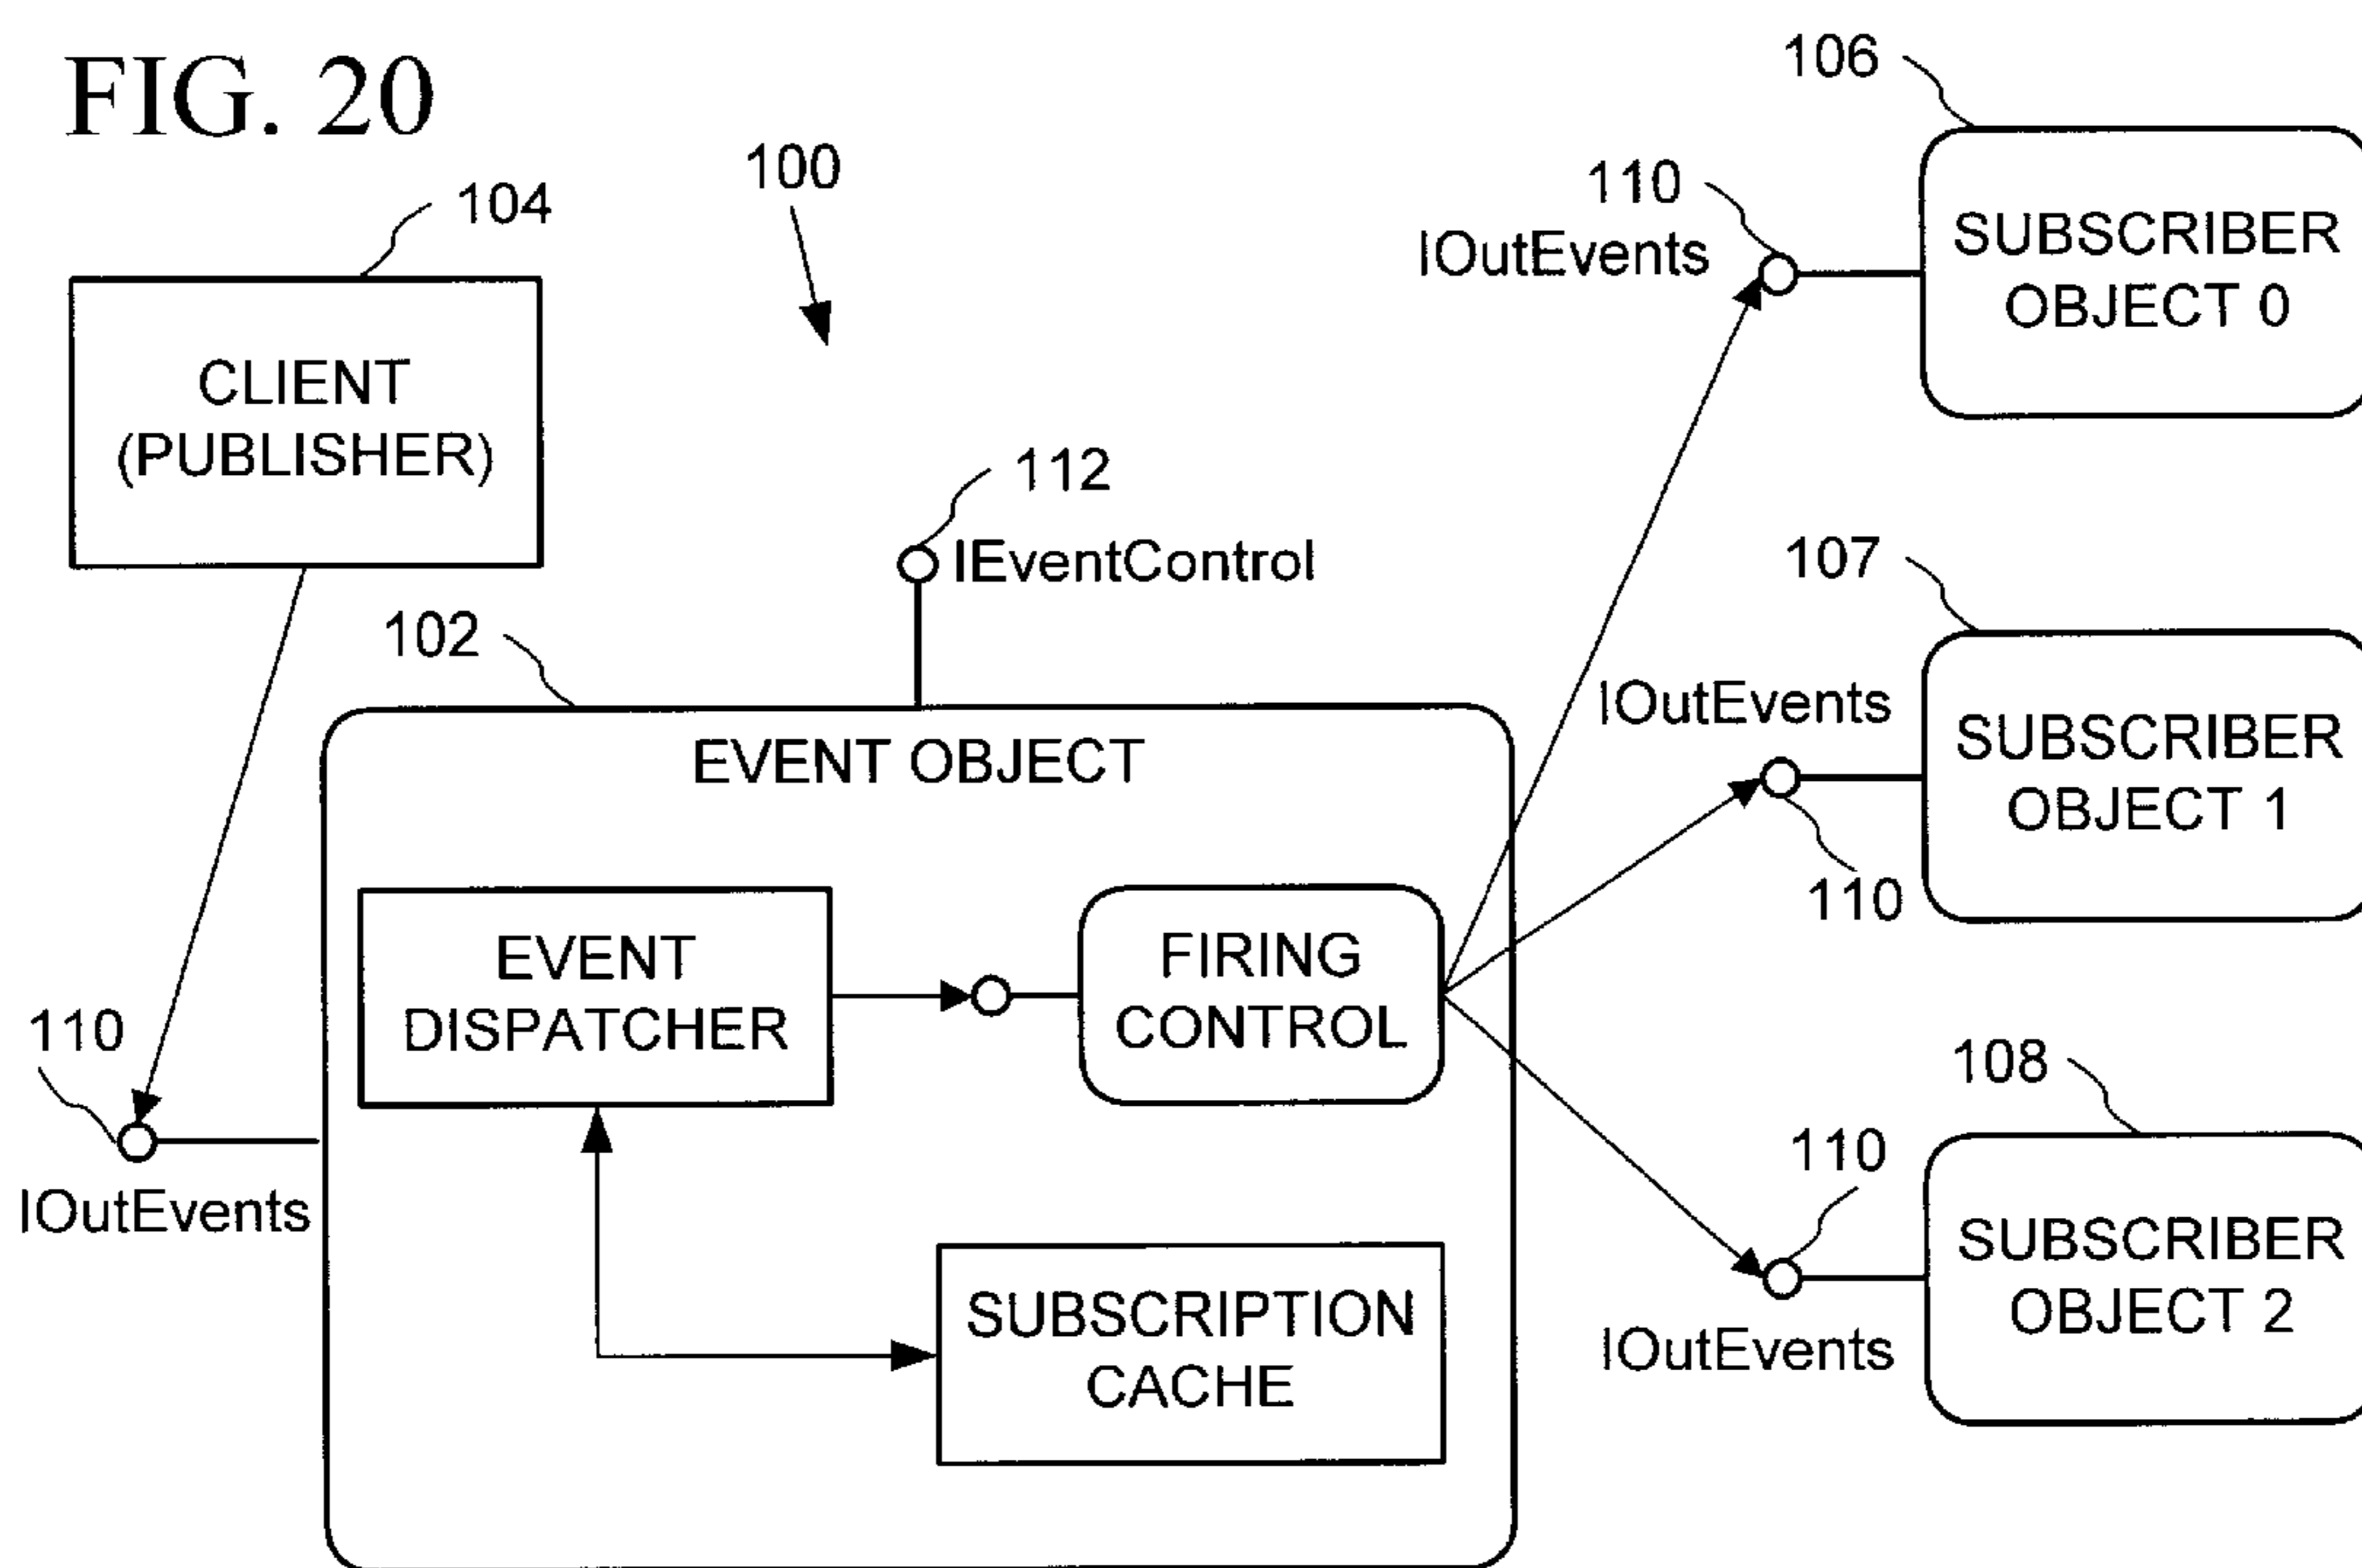 FIG. 20
106
100
110
104
IOutEvents
SUBSCRIBER
OBJECT 0
CLIENT
(PUBLISHER)
112
IEventControl
107
102
IOutEvents
SUBSCRIBER
OBJECT 1
EVENT OBJECT
110
EVENT
DISPATCHER
FIRING
CONTROL
110
IOutEvents
108
110
SUBSCRIBER
OBJECT 2
IOutEvents
SUBSCRIPTION
CACHE